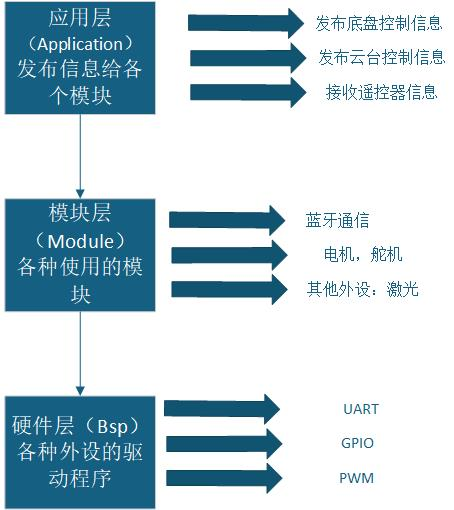 应用层
（Application）
发布信息给各
个模块
发布底盘控制信息
发布云台控制信息
接收遥控器信息
模块层
（Module）
各种使用的模
块
蓝牙通信
电机，舵机
其他外设：激光
硬件层（Bsp）
各种外设的驱
动程序
UART
GPIO
PWM